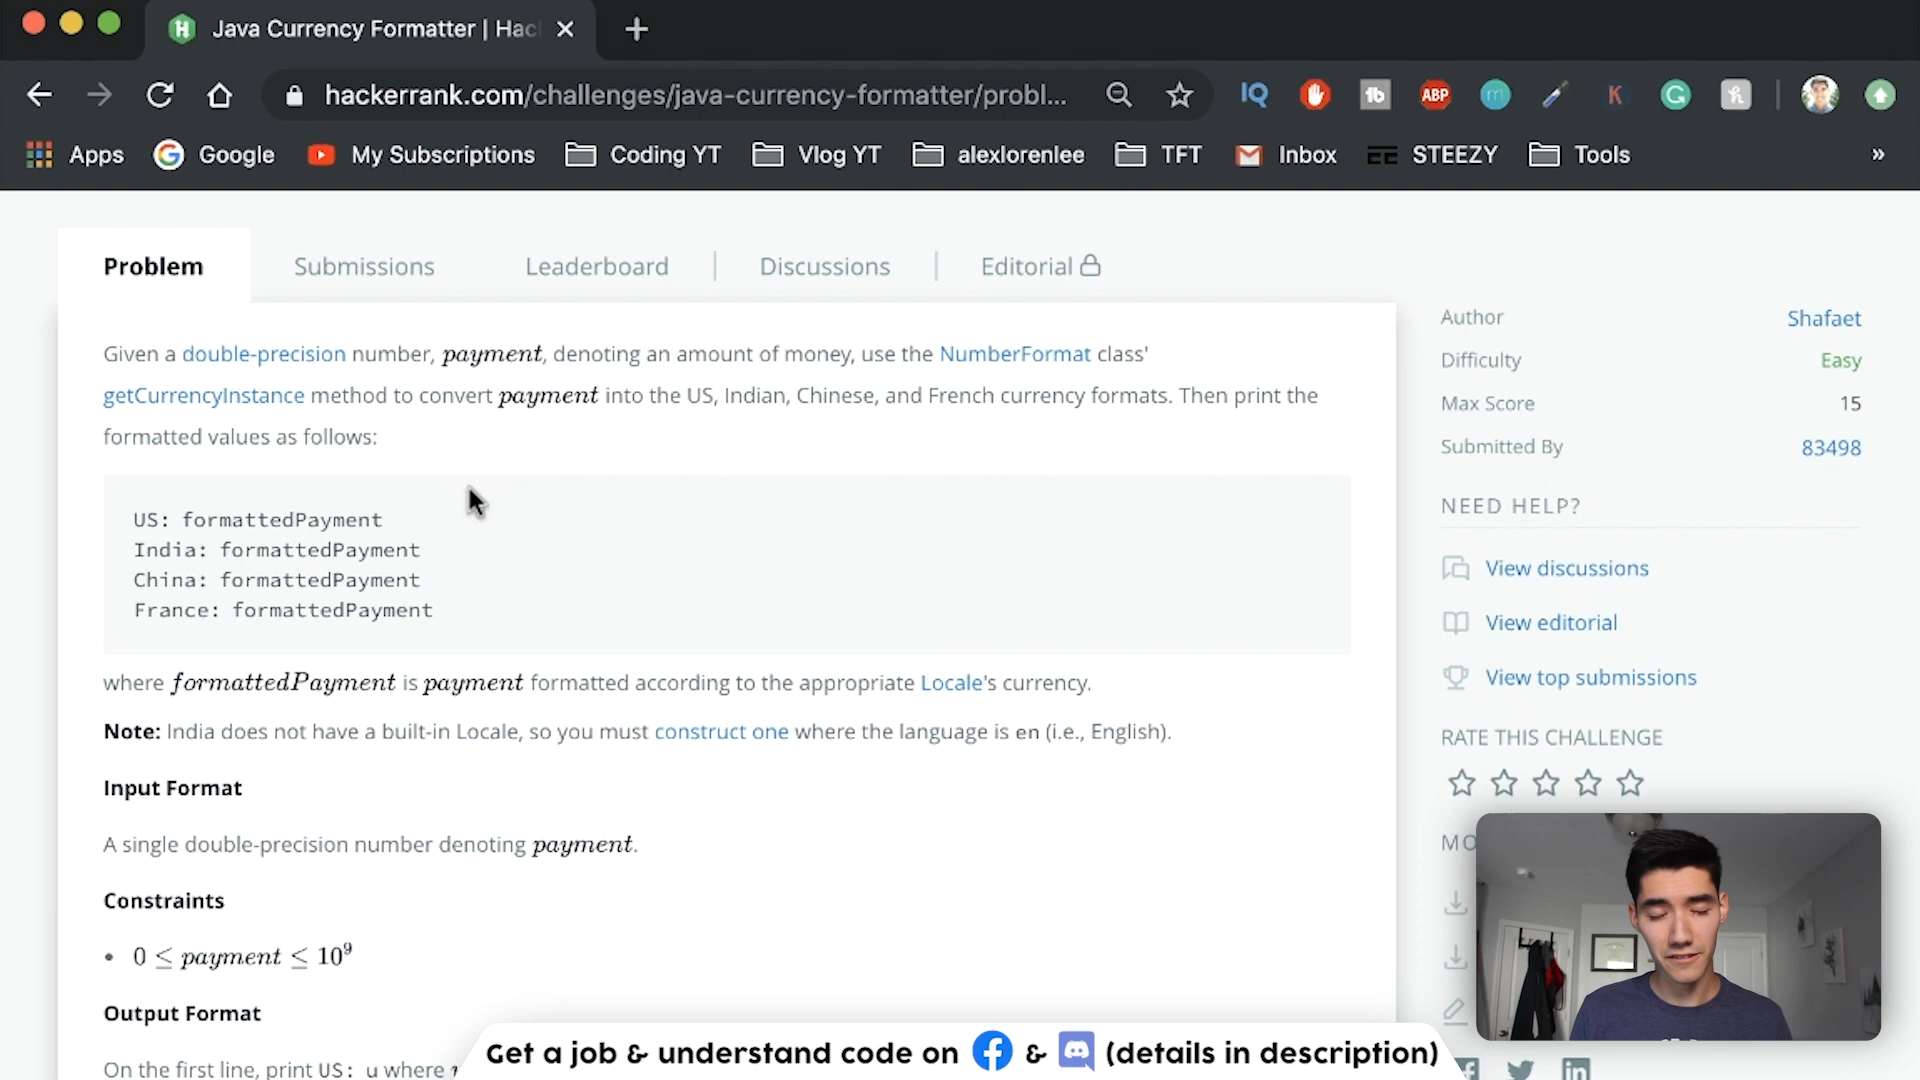 Java Currency Formatter | Hac
hackerrank.com/challenges/java-currency-formatter/probl...
IQ
tb
ABP
m
K
G
Apps
Google
My Subscriptions
Coding YT
Vlog YT
alexlorenlee
TFT
Inbox
STEEZY
Tools
»
Problem
Submissions
Leaderboard
Discussions
Editorial
Given a double-precision number, payment, denoting an amount of money, use the NumberFormat class'
getCurrencyInstance method to convert payment into the US, Indian, Chinese, and French currency formats. Then print the
formatted values as follows:
US: formattedPayment
India: formattedPayment
China: formattedPayment
France: formattedPayment
where formattedPayment is payment formatted according to the appropriate Locale's currency.
Note: India does not have a built-in Locale, so you must construct one where the language is en (i.e., English).
Input Format
A single double-precision number denoting payment.
Constraints
• 0 ≤ payment ≤ 10⁹
Output Format
On the first line, print US: u where
Author Shafaet
Difficulty Easy
Max Score 15
Submitted By 83498
NEED HELP?
View discussions
View editorial
View top submissions
RATE THIS CHALLENGE
MO
Get a job & understand code on & (details in description)